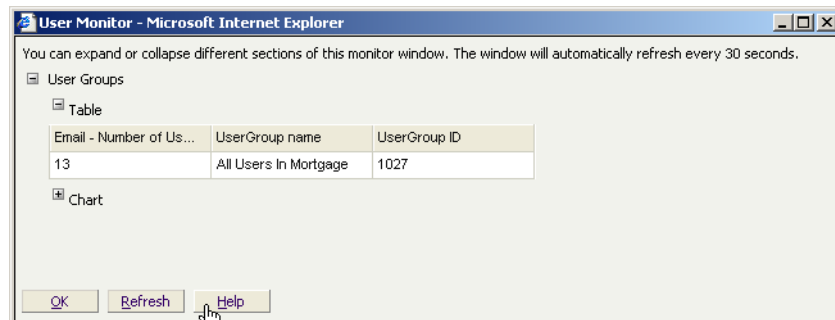 User Monitor - Microsoft Internet Explorer
You can expand or collapse different sections of this monitor window. The window will automatically refresh every 30 seconds.
User Groups
Table
Email - Number of Us... UserGroup name UserGroup ID
13 All Users In Mortgage 1027
Chart
OK Refresh Help